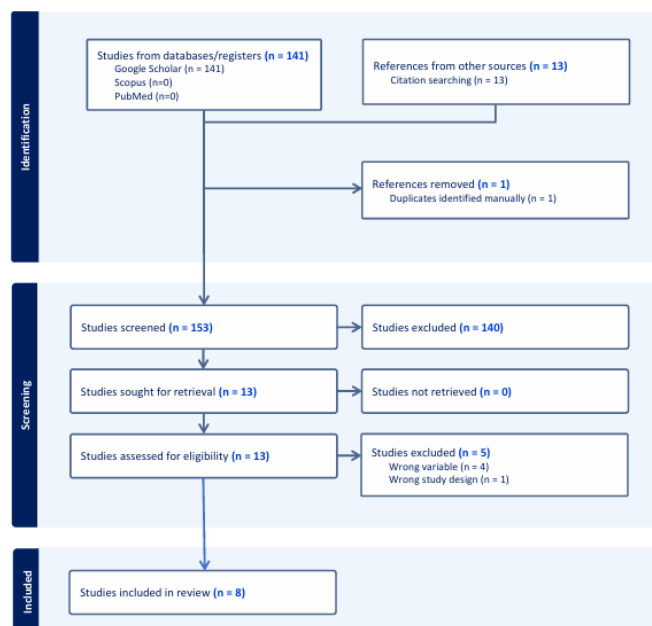 Identification
Studies from databases/registers (n = 141)
Google Scholar (n = 141)
Scopus (n=0)
PubMed (n=0)
References from other sources (n = 13)
Citation searching (n = 13)
References removed (n = 1)
Duplicates identified manually (n = 1)
Screening
Studies screened (n = 153)
Studies excluded (n = 140)
Studies sought for retrieval (n = 13)
Studies not retrieved (n = 0)
Studies assessed for eligibility (n = 13)
Studies excluded (n = 5)
Wrong variable (n = 4)
Wrong study design (n = 1)
Included
Studies included in review (n = 8)